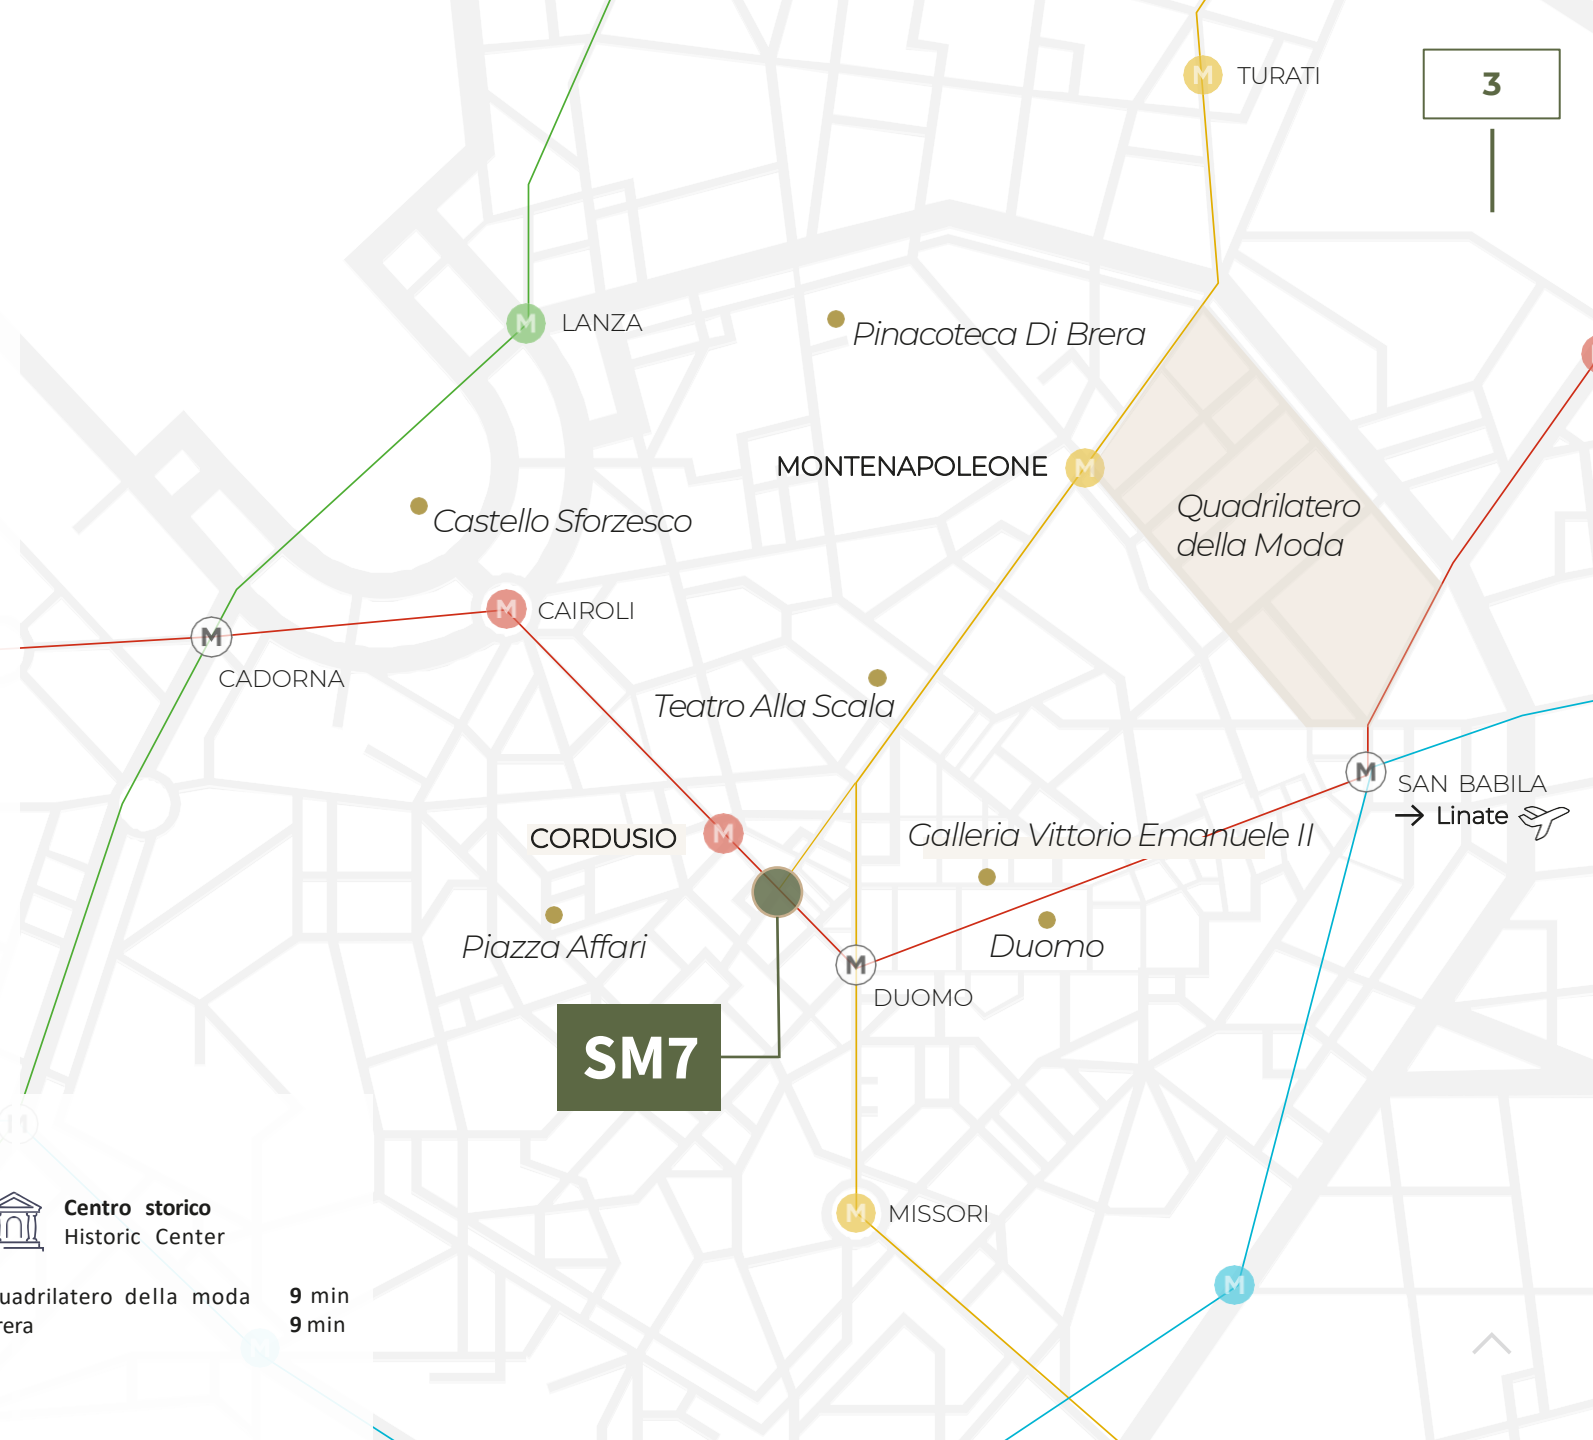 TURATI
3
LANZA
Pinacoteca Di Brera
MONTENAPOLEONE
Quadrilatero
della Moda
Castello Sforzesco
CAIROLI
CADORNA
Teatro Alla Scala
SAN BABILA
→ Linate
CORDUSIO
Galleria Vittorio Emanuele II
Piazza Affari
Duomo
DUOMO
SM7
MISSORI
Centro storico
Historic Center
uadrilatero della moda 9 min
rera 9 min
M
M
M
M
M
M
M
M
M
M
M